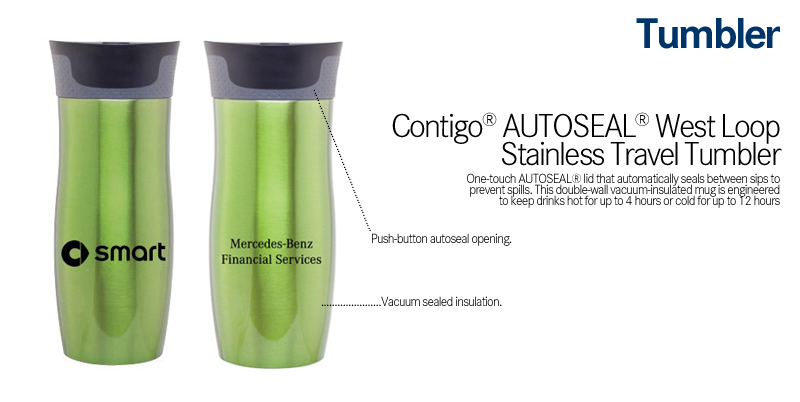 Tumbler
Contigo® AUTOSEAL® West Loop
Stainless Travel Tumbler
One-touch AUTOSEAL® lid that automatically seals between sips to
prevent spills. This double-wall vacuum-insulated mug is engineered
to keep drinks hot for up to 4 hours or cold for up to 12 hours
Push-button autoseal opening.
smart
Mercedes-Benz
Financial Services
Vacuum sealed insulation.